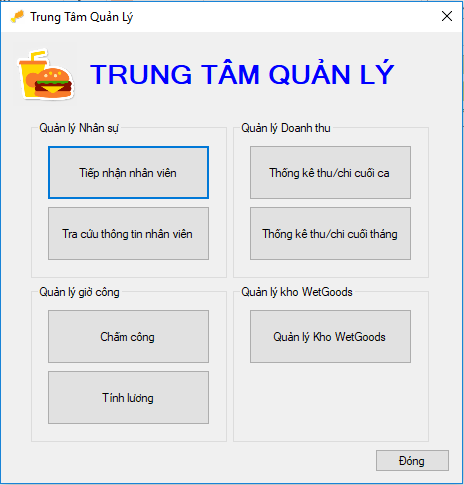 Trung Tâm Quản Lý
TRUNG TÂM QUẢN LÝ
Quản lý Nhân sự
Tiếp nhận nhân viên
Tra cứu thông tin nhân viên
Quản lý Doanh thu
Thống kê thu/chi cuối ca
Thống kê thu/chi cuối tháng
Quản lý giờ công
Chấm công
Tính lương
Quản lý kho WetGoods
Quản lý Kho WetGoods
Đóng